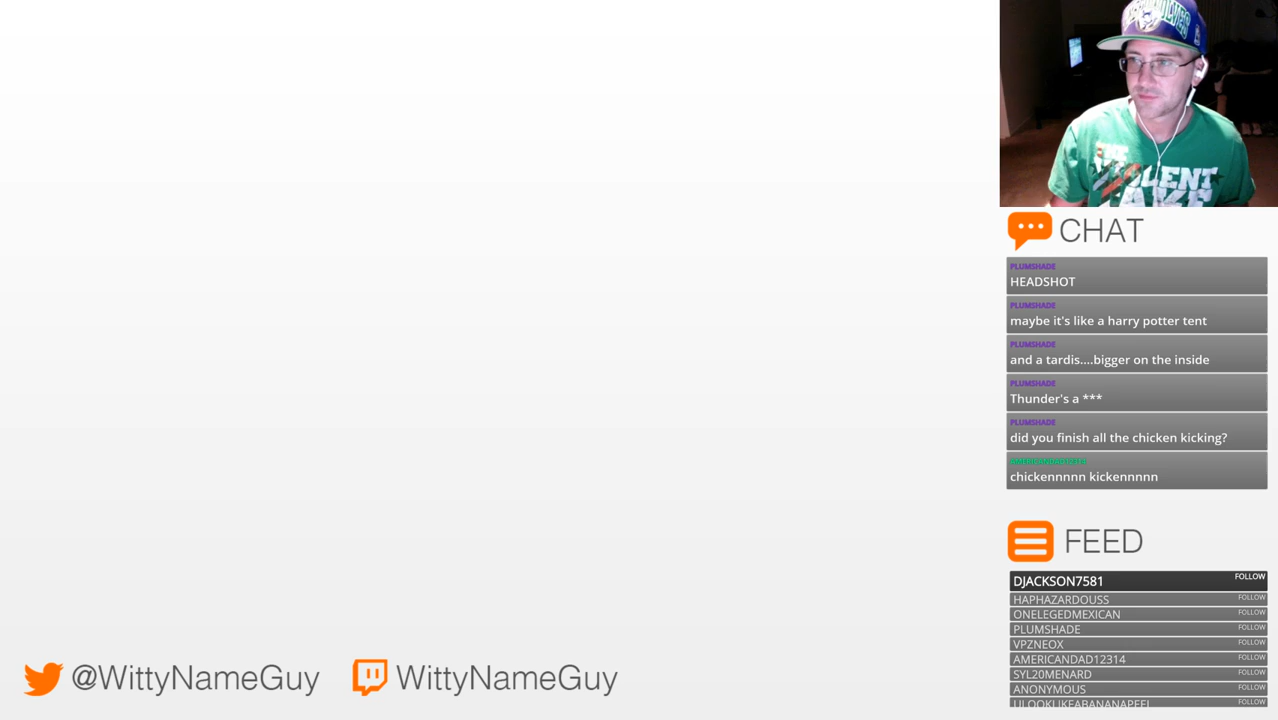 CHAT
PLUMSHADE
HEADSHOT
PLUMSHADE
maybe it's like a harry potter tent
PLUMSHADE
and a tardis....bigger on the inside
PLUMSHADE
Thunder's a ***
PLUMSHADE
did you finish all the chicken kicking?
AMERICANDAD12314
chickennnnn kickennnnn
FEED
DJACKSON7581 FOLLOW
HAPHAZARDOUSS FOLLOW
ONELEGEDMEXICAN FOLLOW
PLUMSHADE FOLLOW
VPZNEOX FOLLOW
AMERICANDAD12314 FOLLOW
SYL20MENARD FOLLOW
ANONYMOUS FOLLOW
FOLLOW
@WittyNameGuy WittyNameGuy